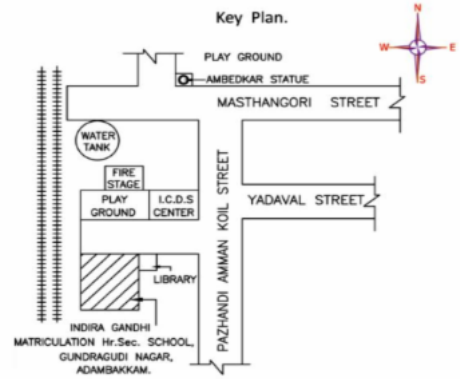 Key Plan.
N
W E
S
PLAY GROUND
AMBEDKAR STATUE
MASTHANGORI STREET
WATER
TANK
FIRE
STAGE
PLAY
GROUND
I.C.D.S
CENTER
PAZHANDI AMMAN KOIL STREET
YADAVAL STREET
LIBRARY
INDIRA GANDHI
MATRICULATION Hr.Sec. SCHOOL,
GUNDRAGUDI NAGAR,
ADAMBAKKAM.